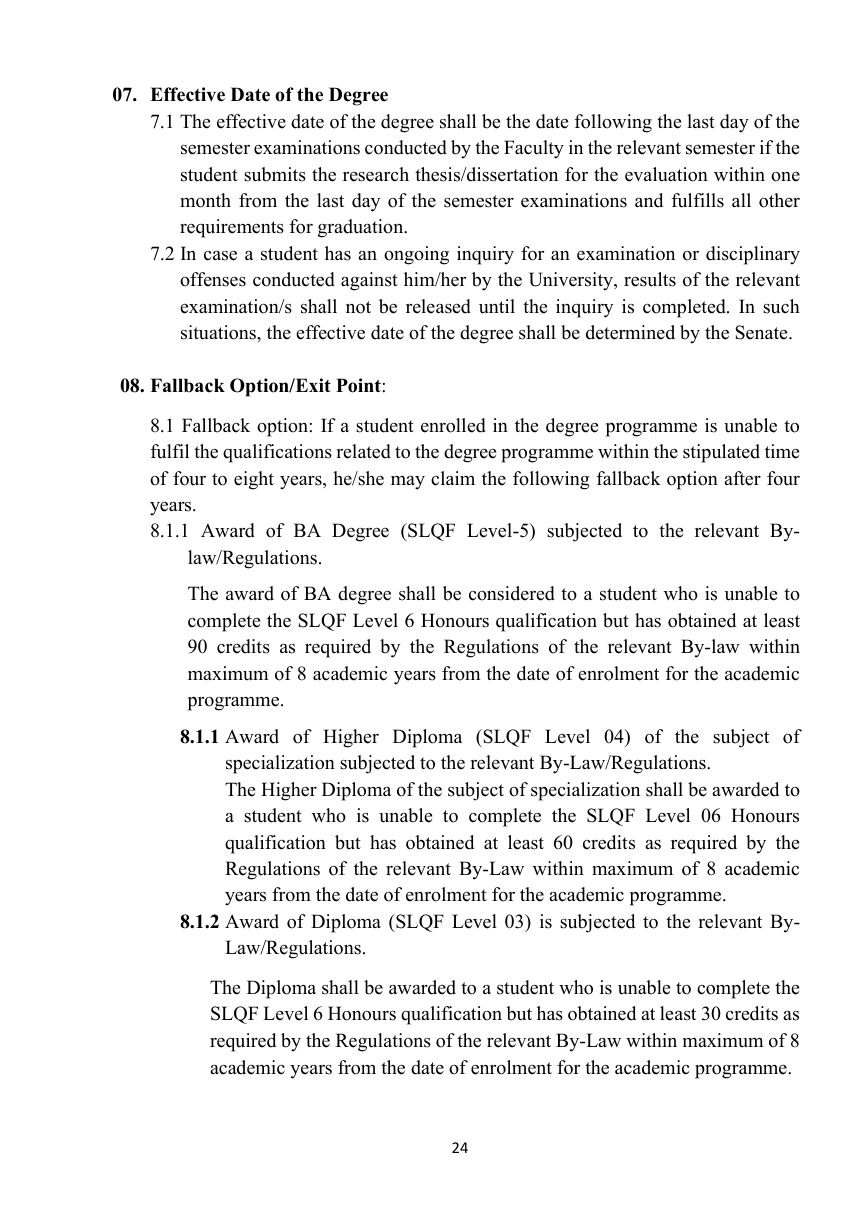 07. Effective Date of the Degree
7.1 The effective date of the degree shall be the date following the last day of the
semester examinations conducted by the Faculty in the relevant semester if the
student submits the research thesis/dissertation for the evaluation within one
month from the last day of the semester examinations and fulfills all other
requirements for graduation.
7.2 In case a student has an ongoing inquiry for an examination or disciplinary
offenses conducted against him/her by the University, results of the relevant
examination/s shall not be released until the inquiry is completed. In such
situations, the effective date of the degree shall be determined by the Senate.
08. Fallback Option/Exit Point:
8.1 Fallback option: If a student enrolled in the degree programme is unable to
fulfil the qualifications related to the degree programme within the stipulated time
of four to eight years, he/she may claim the following fallback option after four
years.
8.1.1 Award of BA Degree (SLQF Level-5) subjected to the relevant By-
law/Regulations.
The award of BA degree shall be considered to a student who is unable to
complete the SLQF Level 6 Honours qualification but has obtained at least
90 credits as required by the Regulations of the relevant By-law within
maximum of 8 academic years from the date of enrolment for the academic
programme.
8.1.1 Award of Higher Diploma (SLQF Level 04) of the subject of
specialization subjected to the relevant By-Law/Regulations.
The Higher Diploma of the subject of specialization shall be awarded to
a student who is unable to complete the SLQF Level 06 Honours
qualification but has obtained at least 60 credits as required by the
Regulations of the relevant By-Law within maximum of 8 academic
years from the date of enrolment for the academic programme.
8.1.2 Award of Diploma (SLQF Level 03) is subjected to the relevant By-
Law/Regulations.
The Diploma shall be awarded to a student who is unable to complete the
SLQF Level 6 Honours qualification but has obtained at least 30 credits as
required by the Regulations of the relevant By-Law within maximum of 8
academic years from the date of enrolment for the academic programme.
24